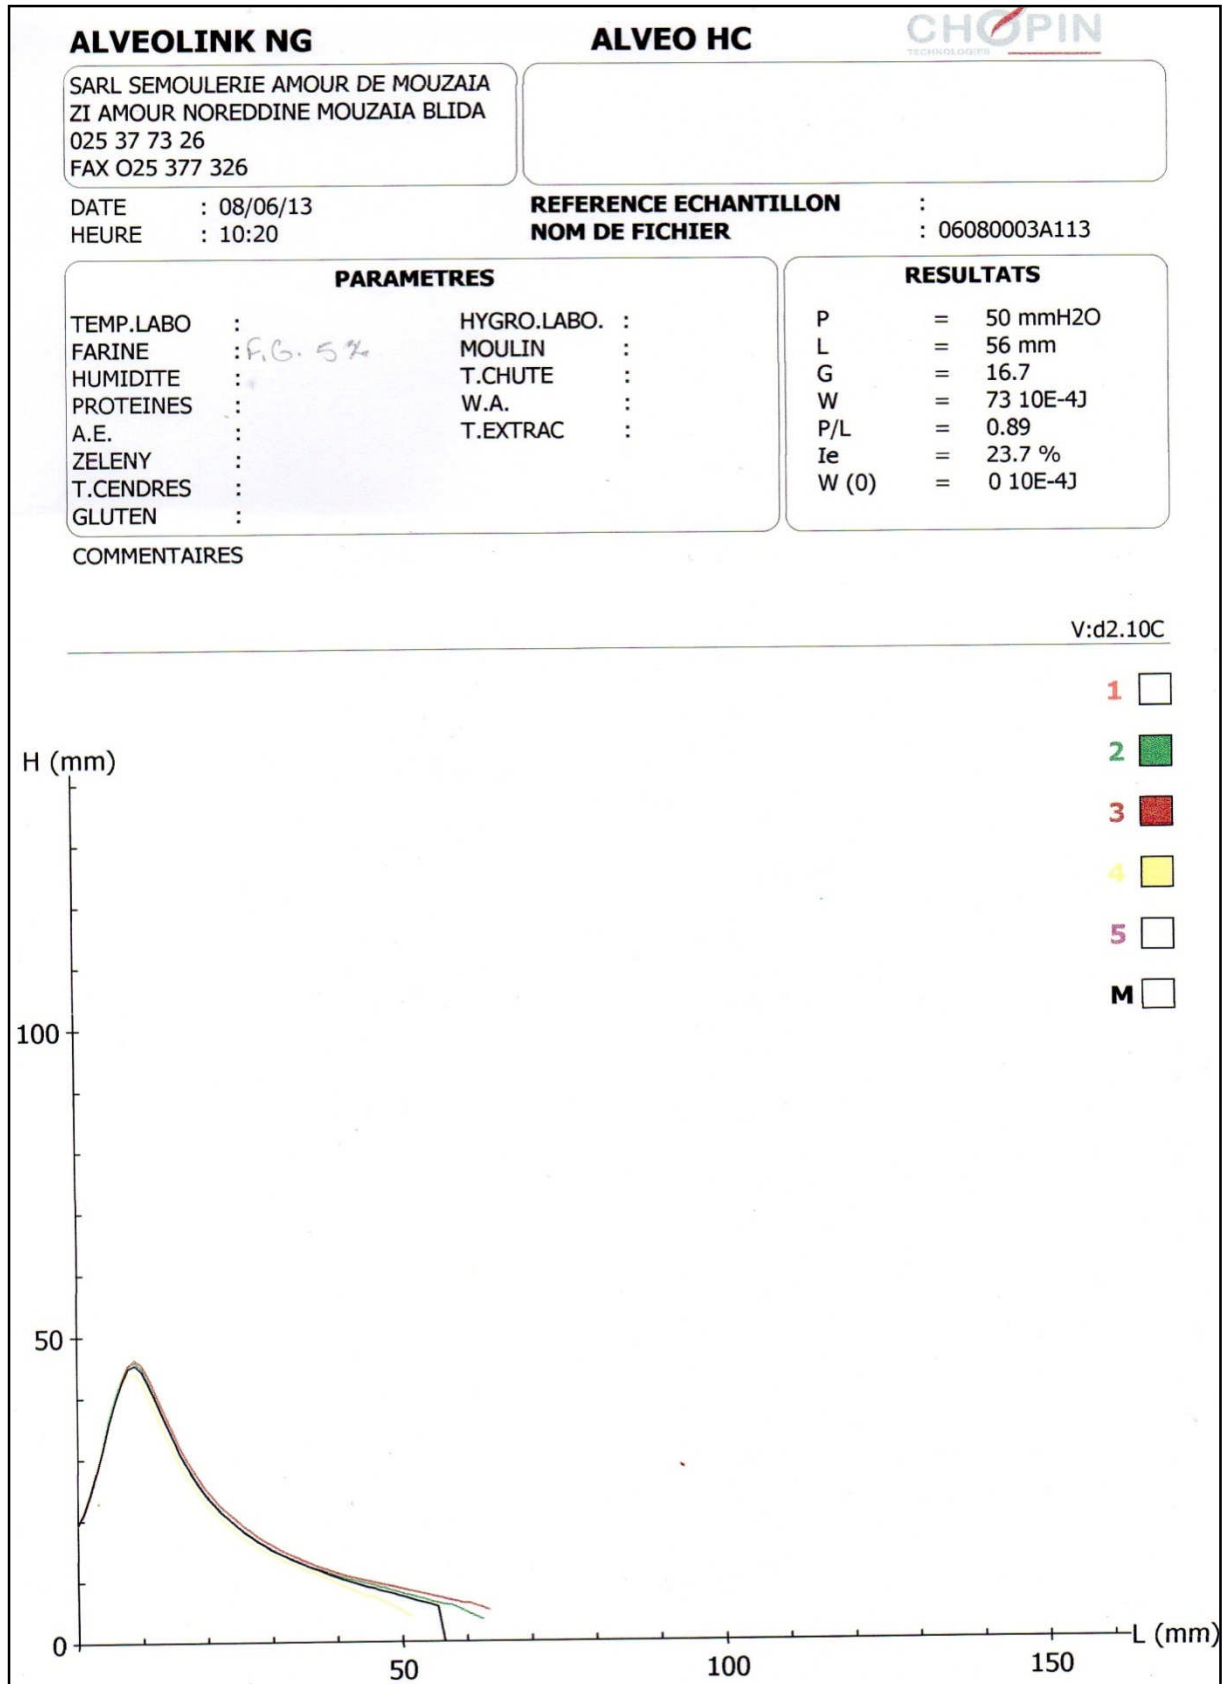 ALVEOLINK NG
ALVEO HC
CHOPIN
TECHNOLOGIES
SARL SEMOULERIE AMOUR DE MOUZAIA
ZI AMOUR NOREDDINE MOUZAIA BLIDA
025 37 73 26
FAX O25 377 326
DATE : 08/06/13
HEURE : 10:20
REFERENCE ECHANTILLON :
NOM DE FICHIER : 06080003A113
PARAMETRES
TEMP.LABO :
FARINE : F.G. 5%
HUMIDITE :
PROTEINES :
A.E. :
ZELENY :
T.CENDRES :
GLUTEN :
HYGRO.LABO. :
MOULIN :
T.CHUTE :
W.A. :
T.EXTRAC :
RESULTATS
P = 50 mmH2O
L = 56 mm
G = 16.7
W = 73 10E-4J
P/L = 0.89
Ie = 23.7 %
W (0) = 0 10E-4J
COMMENTAIRES
V:d2.10C
1
2
3
4
5
M
H (mm)
100
50
0
50
100
150
L (mm)